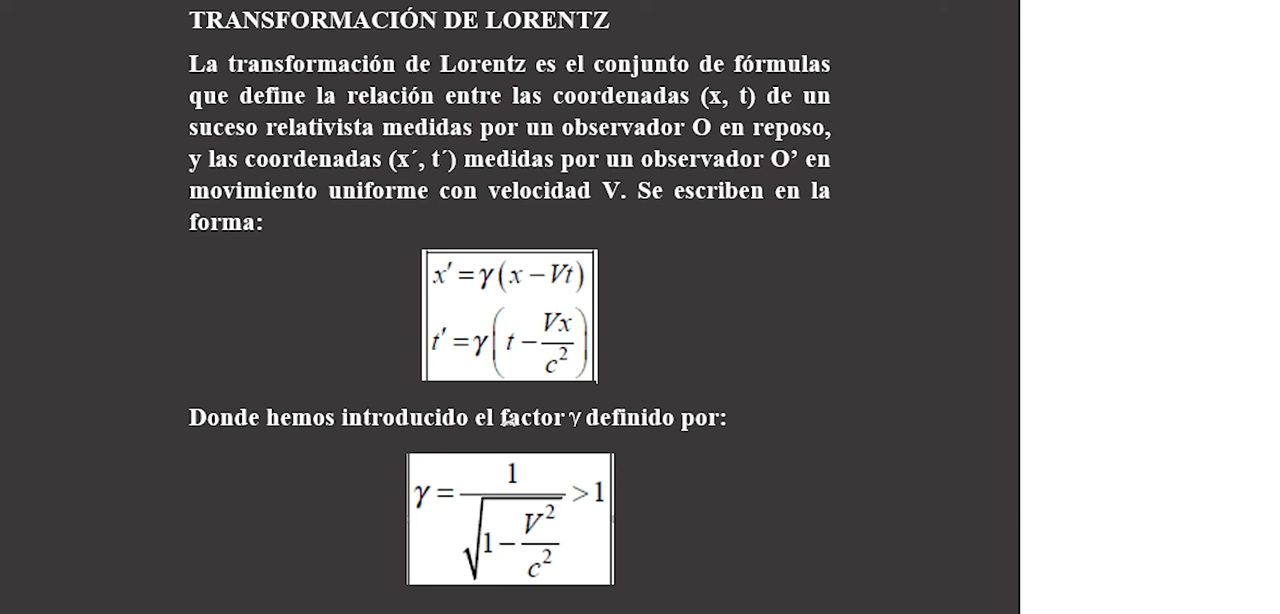 TRANSFORMACIÓN DE LORENTZ
La transformación de Lorentz es el conjunto de fórmulas
que define la relación entre las coordenadas (x, t) de un
suceso relativista medidas por un observador O en reposo,
y las coordenadas (x´, t´) medidas por un observador O’ en
movimiento uniforme con velocidad V. Se escriben en la
forma:
x' = γ(x − Vt)
t' = γ(t − Vx/c²)
Donde hemos introducido el factor γ definido por:
γ = 1/√(1 − V²/c²) > 1